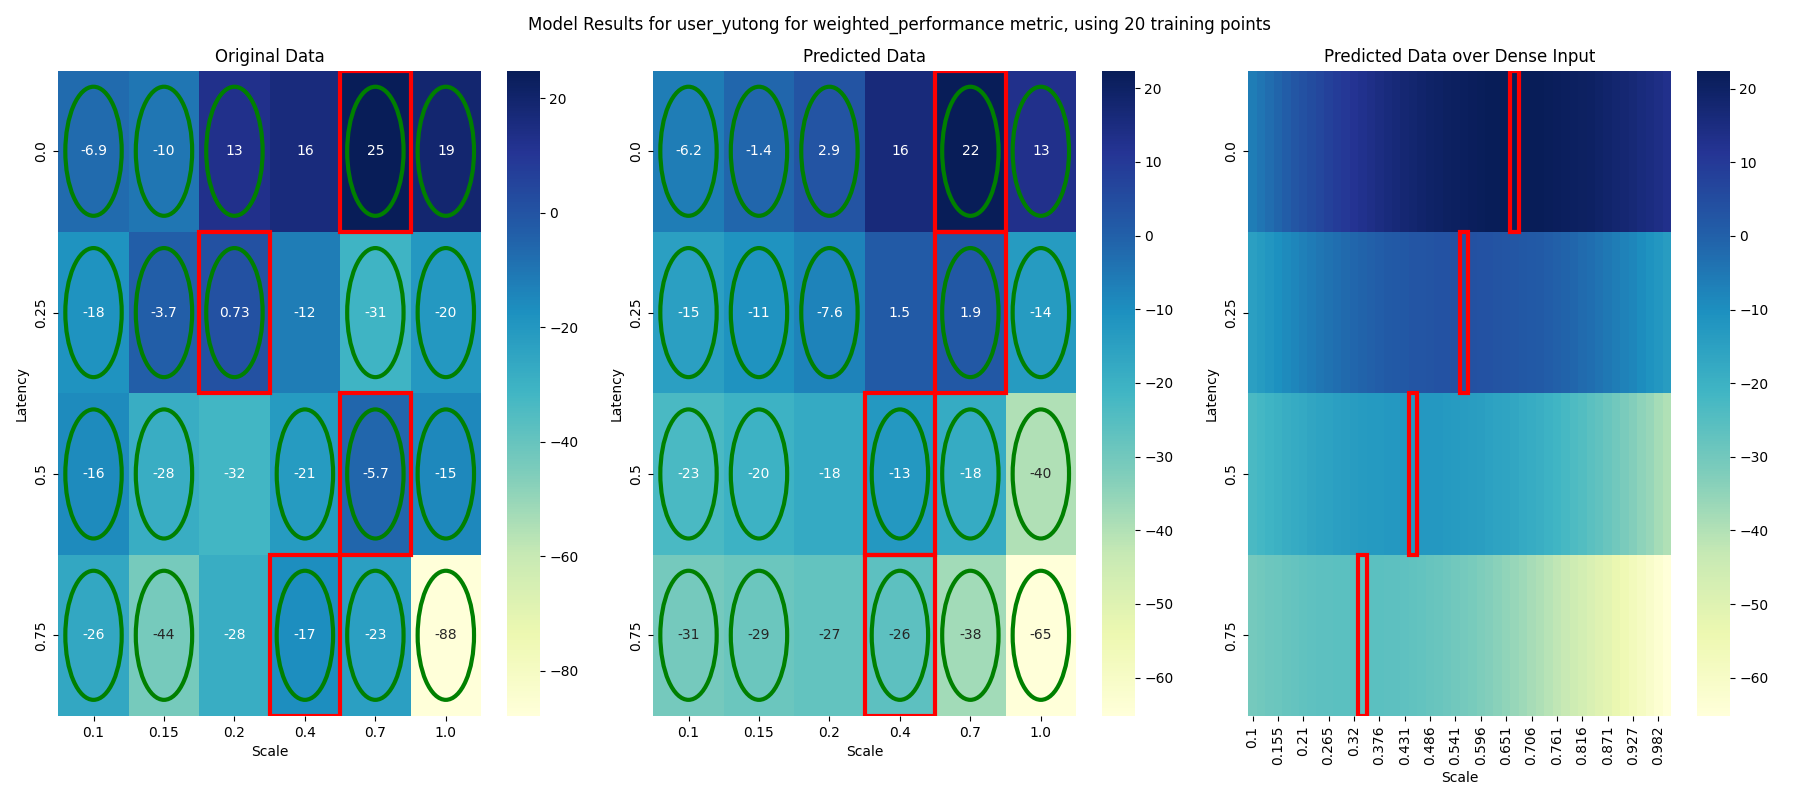 Model Results for user_yutong for weighted_performance metric, using 20 training points
Original Data
Latency
0.0
0.25
0.5
0.75
-6.9 -10 13 16 25 19
-18 -3.7 0.73 -12 -31 -20
-16 -28 -32 -21 -5.7 -15
-26 -44 -28 -17 -23 -88
0.1 0.15 0.2 0.4 0.7 1.0
Scale
20
0
−20
−40
−60
−80
Predicted Data
Latency
0.0
0.25
0.5
0.75
-6.2 -1.4 2.9 16 22 13
-15 -11 -7.6 1.5 1.9 -14
-23 -20 -18 -13 -18 -40
-31 -29 -27 -26 -38 -65
0.1 0.15 0.2 0.4 0.7 1.0
Scale
20
10
0
−10
−20
−30
−40
−50
−60
Predicted Data over Dense Input
Latency
0.0
0.25
0.5
0.75
0.1 0.155 0.21 0.265 0.32 0.376 0.431 0.486 0.541 0.596 0.651 0.706 0.761 0.816 0.871 0.927 0.982
Scale
20
10
0
−10
−20
−30
−40
−50
−60